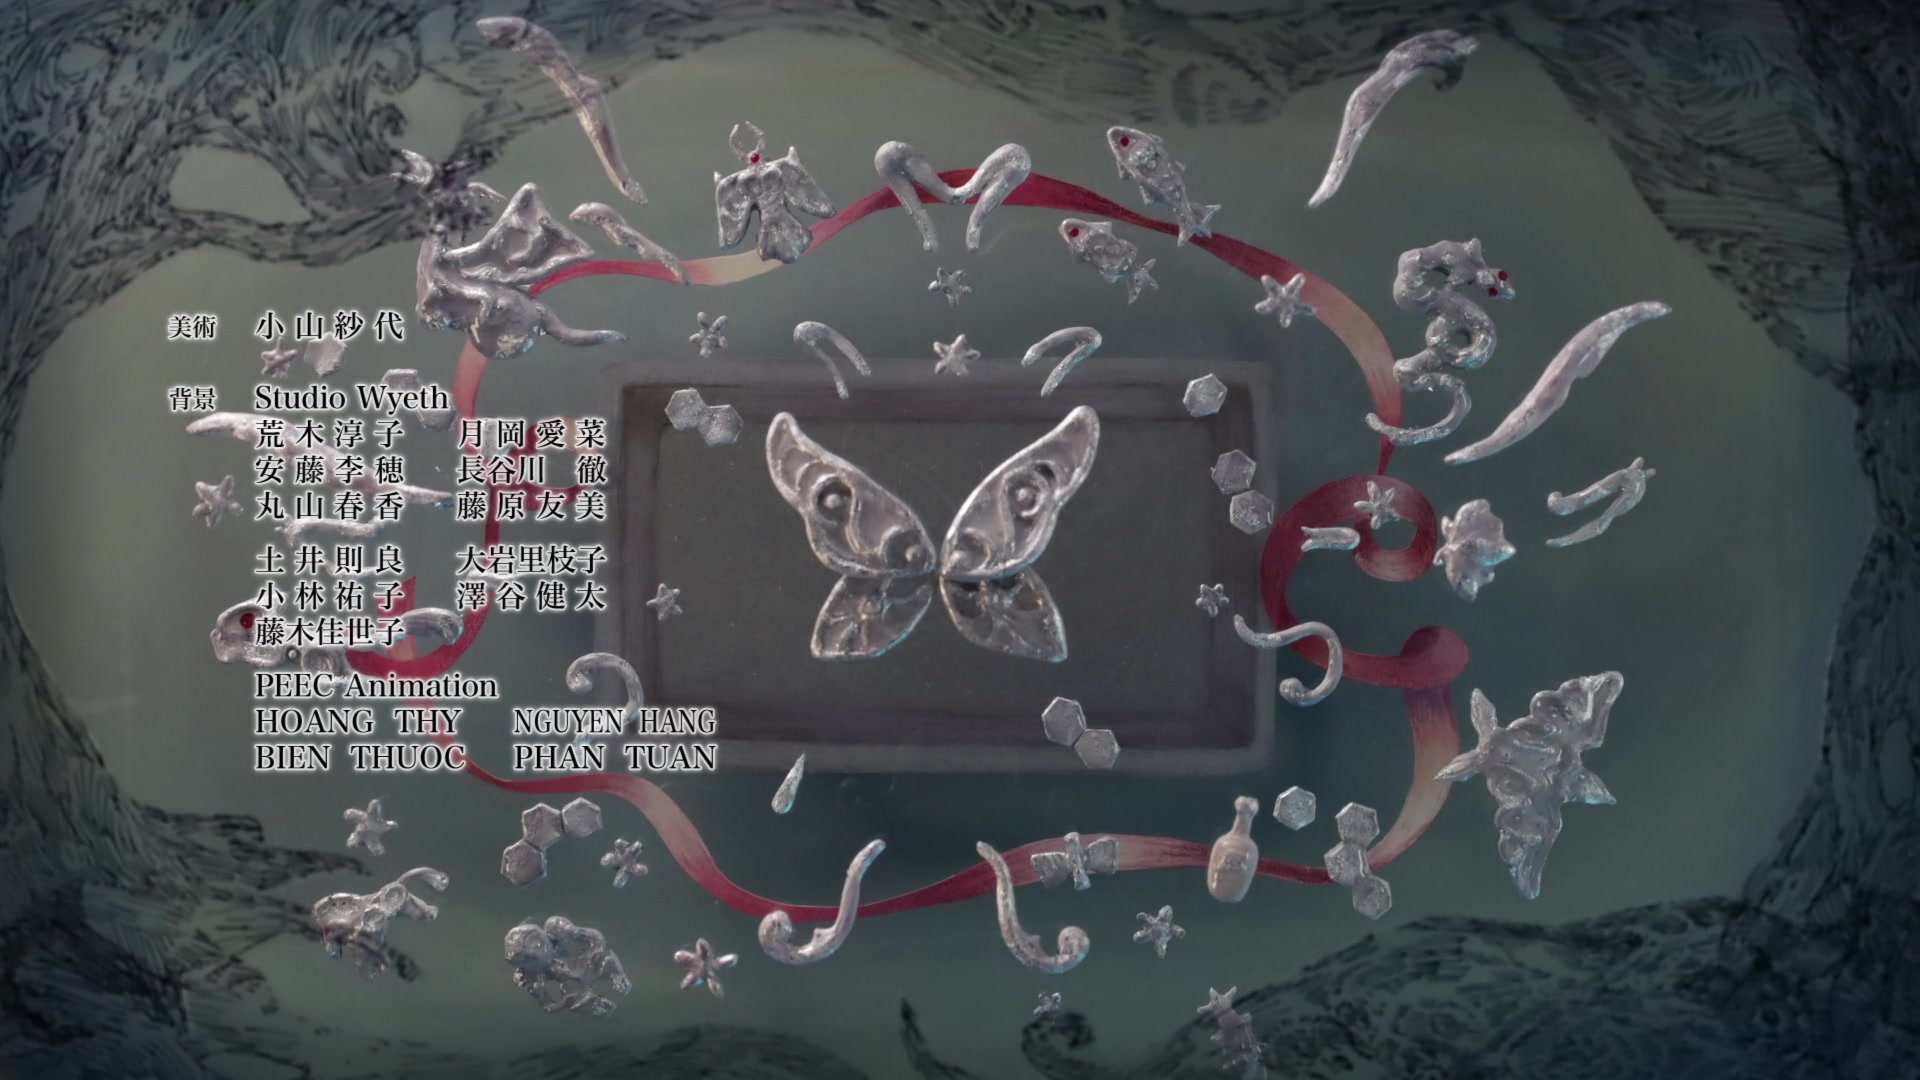 美術 小山紗代
背景 Studio Wyeth
荒木淳子 月岡愛菜
安藤李穂 長谷川 徹
丸山春香 藤原友美
土井則良 大岩里枝子
小林祐子 澤谷健太
藤木佳世子
PEEC Animation
HOANG THY NGUYEN HANG
BIEN THUOC PHAN TUAN